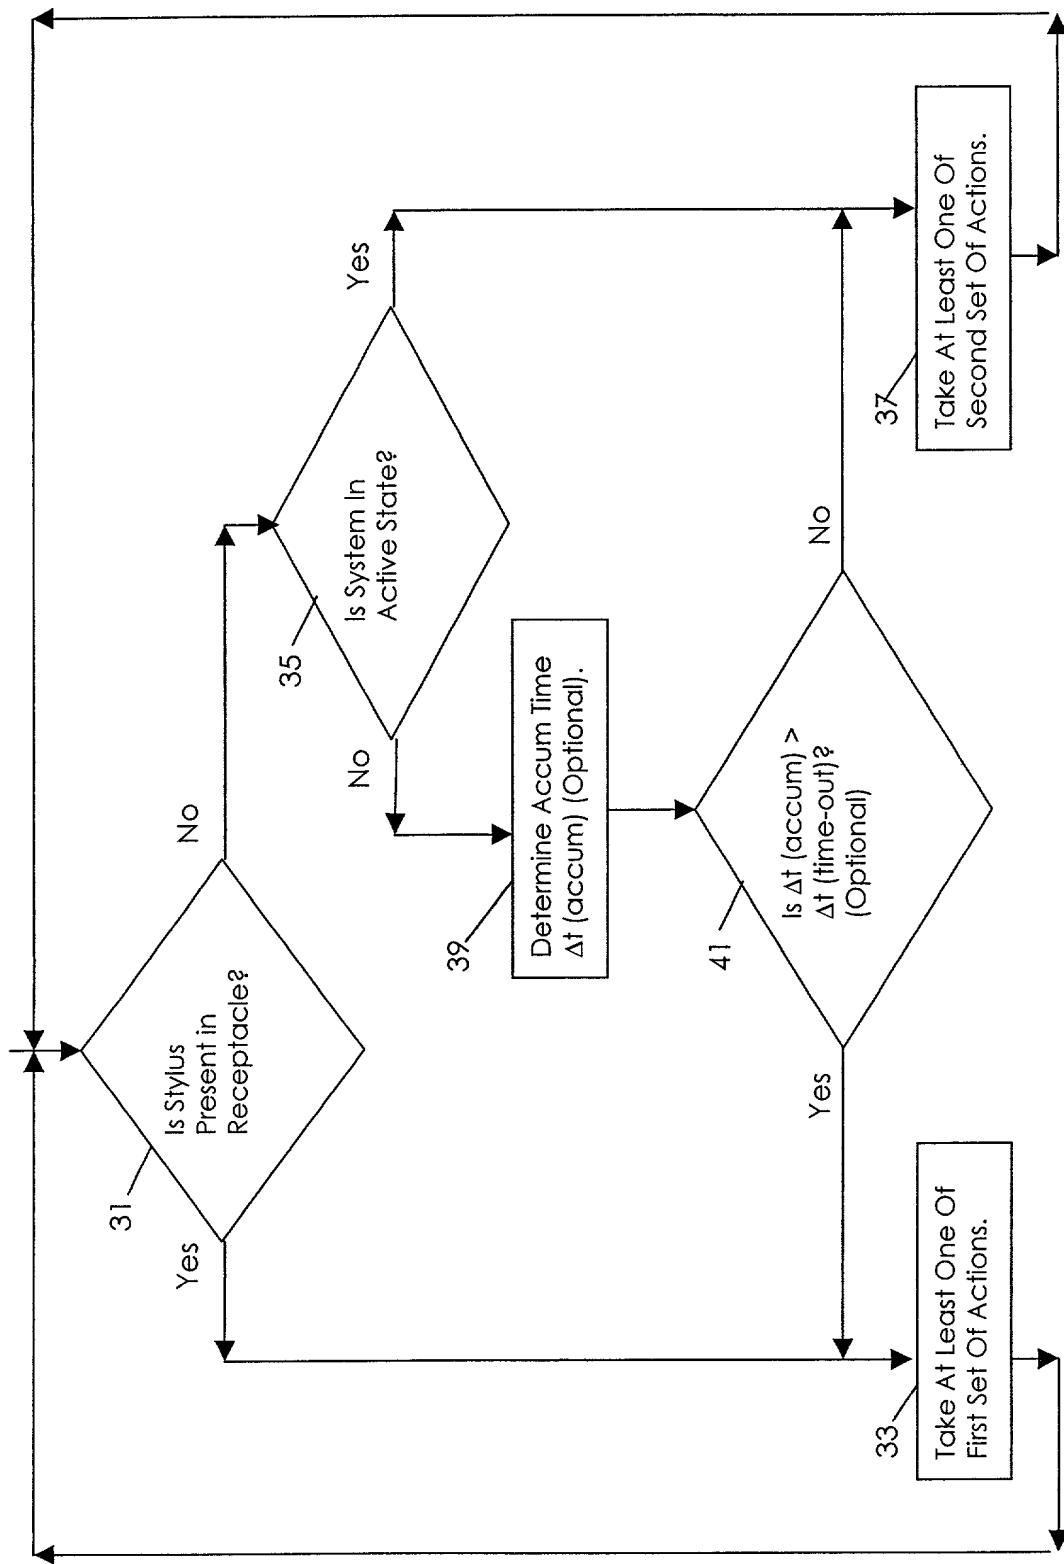 Is Stylus
Present in
Receptacle?
31
Yes
No
Is System In
Active State?
35
No
Yes
Determine Accum Time
Δt (accum) (Optional).
39
Is Δt (accum) >
Δt (time-out)?
(Optional)
41
Yes
No
Take At Least One Of
First Set Of Actions.
33
Take At Least One Of
Second Set Of Actions.
37